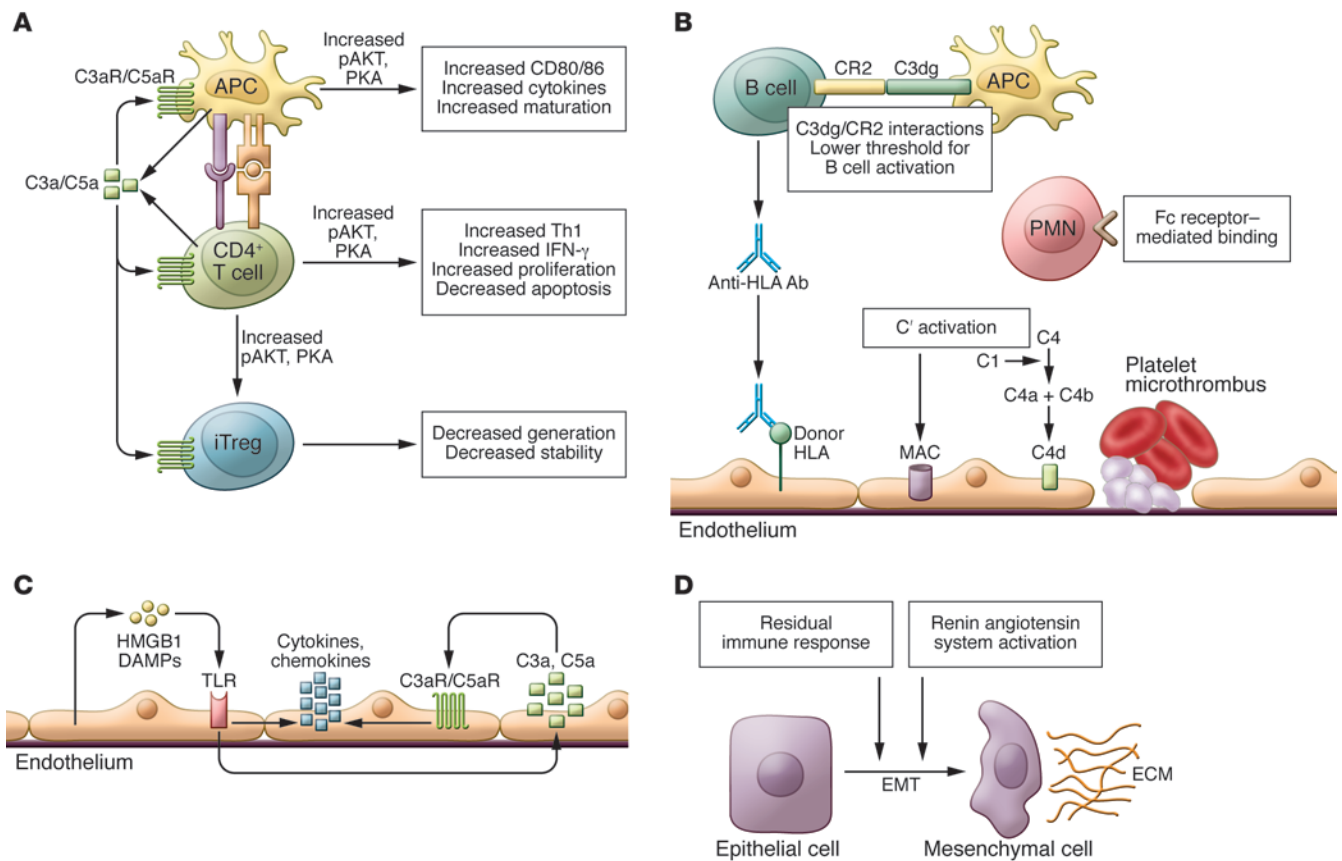 A
C3aR/C5aR
APC
Increased
pAKT,
PKA
Increased CD80/86
Increased cytokines
Increased maturation
C3a/C5a
CD4⁺
T cell
Increased
pAKT,
PKA
Increased Th1
Increased IFN-γ
Increased proliferation
Decreased apoptosis
Increased
pAKT, PKA
iTreg
Decreased generation
Decreased stability
B
B cell
CR2
C3dg
APC
C3dg/CR2 interactions
Lower threshold for
B cell activation
PMN
Fc receptor–
mediated binding
Anti-HLA Ab
C′ activation
C4
C1
C4a + C4b
Platelet
microthrombus
Donor
HLA
MAC
C4d
Endothelium
C
HMGB1
DAMPs
TLR
Cytokines,
chemokines
C3aR/C5aR
C3a, C5a
Endothelium
D
Residual
immune response
Renin angiotensin
system activation
EMT
ECM
Epithelial cell
Mesenchymal cell